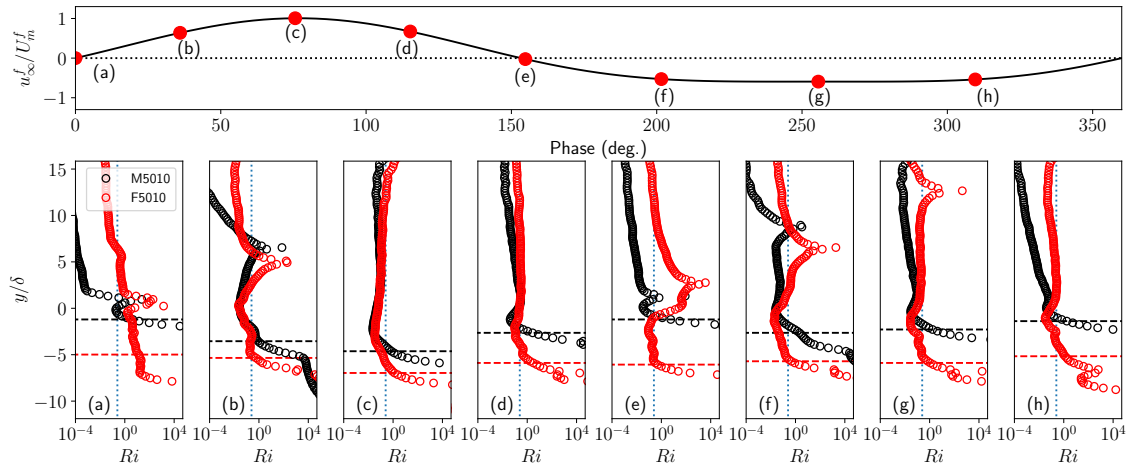 u_∞^f/U_m^f
1
0
−1
(a)
(b)
(c)
(d)
(e)
(f)
(g)
(h)
0 50 100 150 200 250 300 350
Phase (deg.)
M5010
F5010
y/δ
15
10
5
0
−5
−10
(a) (b) (c) (d) (e) (f) (g) (h)
10^−4 10^0 10^4 10^−4 10^0 10^4 10^−4 10^0 10^4 10^−4 10^0 10^4 10^−4 10^0 10^4 10^−4 10^0 10^4 10^−4 10^0 10^4 10^−4 10^0 10^4
Ri Ri Ri Ri Ri Ri Ri Ri